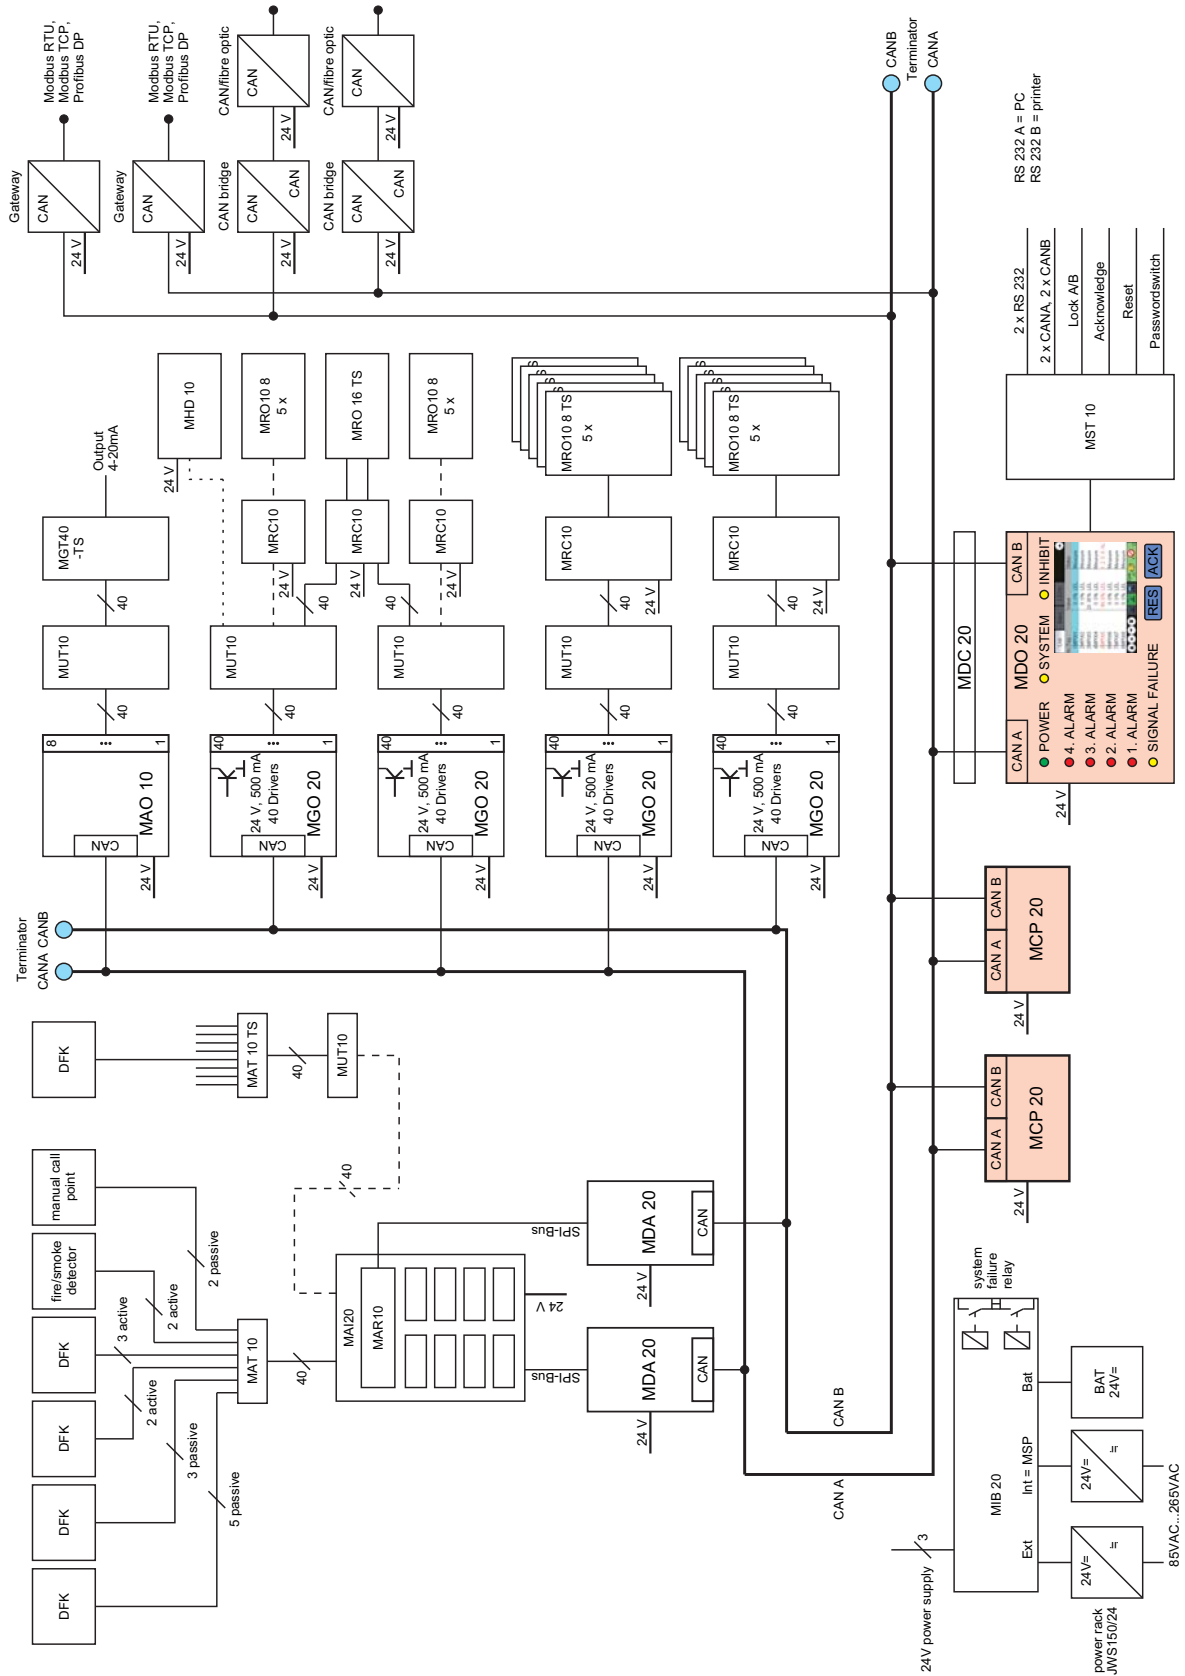 DFK
DFK
DFK
DFK
fire/smoke
detector
manual call
point
DFK
5 passive
3 passive
2 active
3 active
2 active
2 passive
MAT 10
40
MAI20
MAR10
24 V
SPI-Bus
SPI-Bus
MDA 20
CAN
24 V
MDA 20
CAN
24 V
40
MAT 10 TS
40
MUT10
Terminator
CANA CANB
CAN A
CAN B
24 V
CAN
MAO 10
8
...
1
40
MUT10
40
MGT40
-TS
Output
4-20mA
24 V
CAN
24 V, 500 mA
40 Drivers
MGO 20
40
...
1
40
MUT10
40
24 V
MRC10
MRO10 8
5 x
24 V
MHD 10
24 V
CAN
24 V, 500 mA
40 Drivers
MGO 20
40
...
1
40
MUT10
40
24 V
MRC10
MRO 16 TS
MRC10
MRO10 8
5 x
24 V
CAN
24 V, 500 mA
40 Drivers
MGO 20
40
...
1
40
MUT10
40
24 V
MRC10
MRO10 8 TS
5 x
24 V
CAN
24 V, 500 mA
40 Drivers
MGO 20
40
...
1
40
MUT10
40
24 V
MRC10
MRO10 8 TS
5 x
Gateway
CAN
24 V
Modbus RTU,
Modbus TCP,
Profibus DP
Gateway
CAN
24 V
Modbus RTU,
Modbus TCP,
Profibus DP
CAN bridge
CAN
CAN
24 V
CAN/fibre optic
CAN
24 V
CAN bridge
CAN
CAN
24 V
CAN/fibre optic
CAN
24 V
CANB
Terminator
CANA
24V power supply
3
MIB 20
system
failure
relay
Ext
Int = MSP
Bat
power rack
JWS150/24
24V=
24V=
BAT
24V=
85VAC...265VAC
CAN A
CAN B
MCP 20
24 V
CAN A
CAN B
MCP 20
24 V
MDC 20
CAN A
MDO 20
CAN B
24 V
POWER
SYSTEM
INHIBIT
4. ALARM
3. ALARM
2. ALARM
1. ALARM
SIGNAL FAILURE
RES
ACK
MST 10
2 x RS 232
2 x CANA, 2 x CANB
Lock A/B
Acknowledge
Reset
Passwordswitch
RS 232 A = PC
RS 232 B = printer